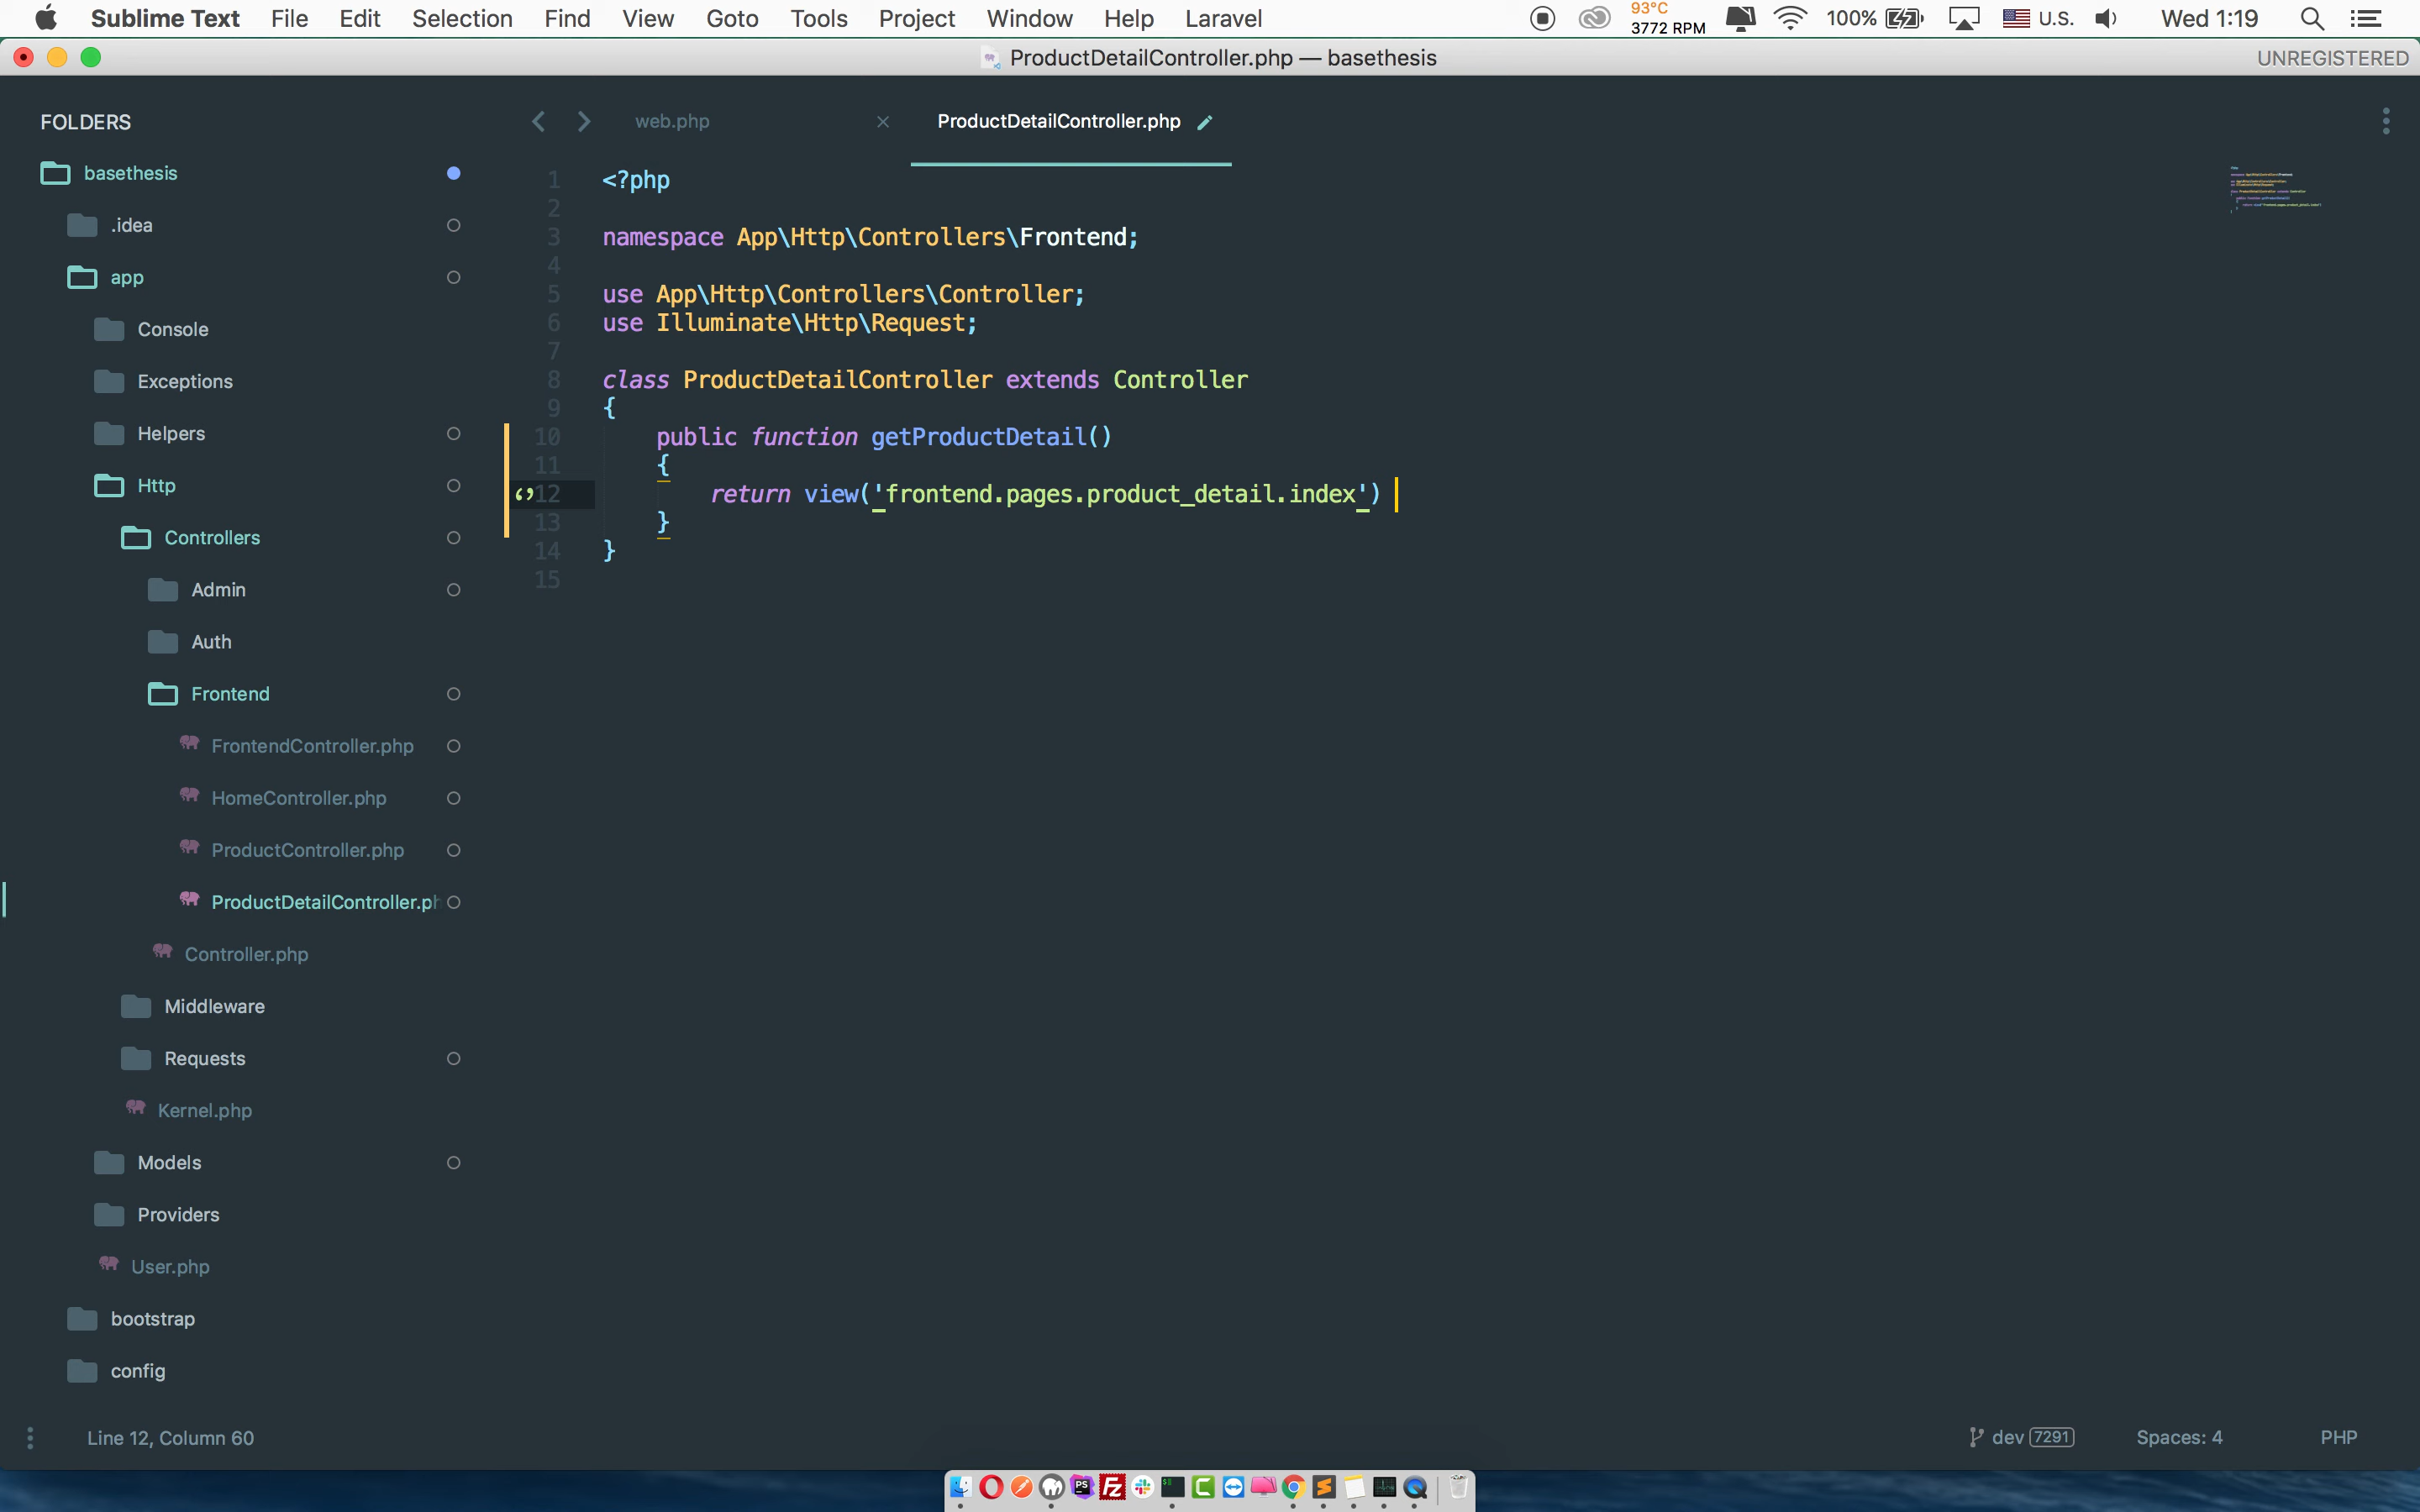 Sublime Text File Edit Selection Find View Goto Tools Project Window Help Laravel 93°C 3772 RPM 100% U.S. Wed 1:19
ProductDetailController.php — basethesis UNREGISTERED
FOLDERS
basethesis
.idea
app
Console
Exceptions
Helpers
Http
Controllers
Admin
Auth
Frontend
FrontendController.php
HomeController.php
ProductController.php
ProductDetailController.ph
Controller.php
Middleware
Requests
Kernel.php
Models
Providers
User.php
bootstrap
config
web.php ProductDetailController.php
1 <?php
2
3 namespace App\Http\Controllers\Frontend;
4
5 use App\Http\Controllers\Controller;
6 use Illuminate\Http\Request;
7
8 class ProductDetailController extends Controller
9 {
10 public function getProductDetail()
11 {
12 return view('frontend.pages.product_detail.index')
13 }
14 }
15
Line 12, Column 60 dev 7291 Spaces: 4 PHP